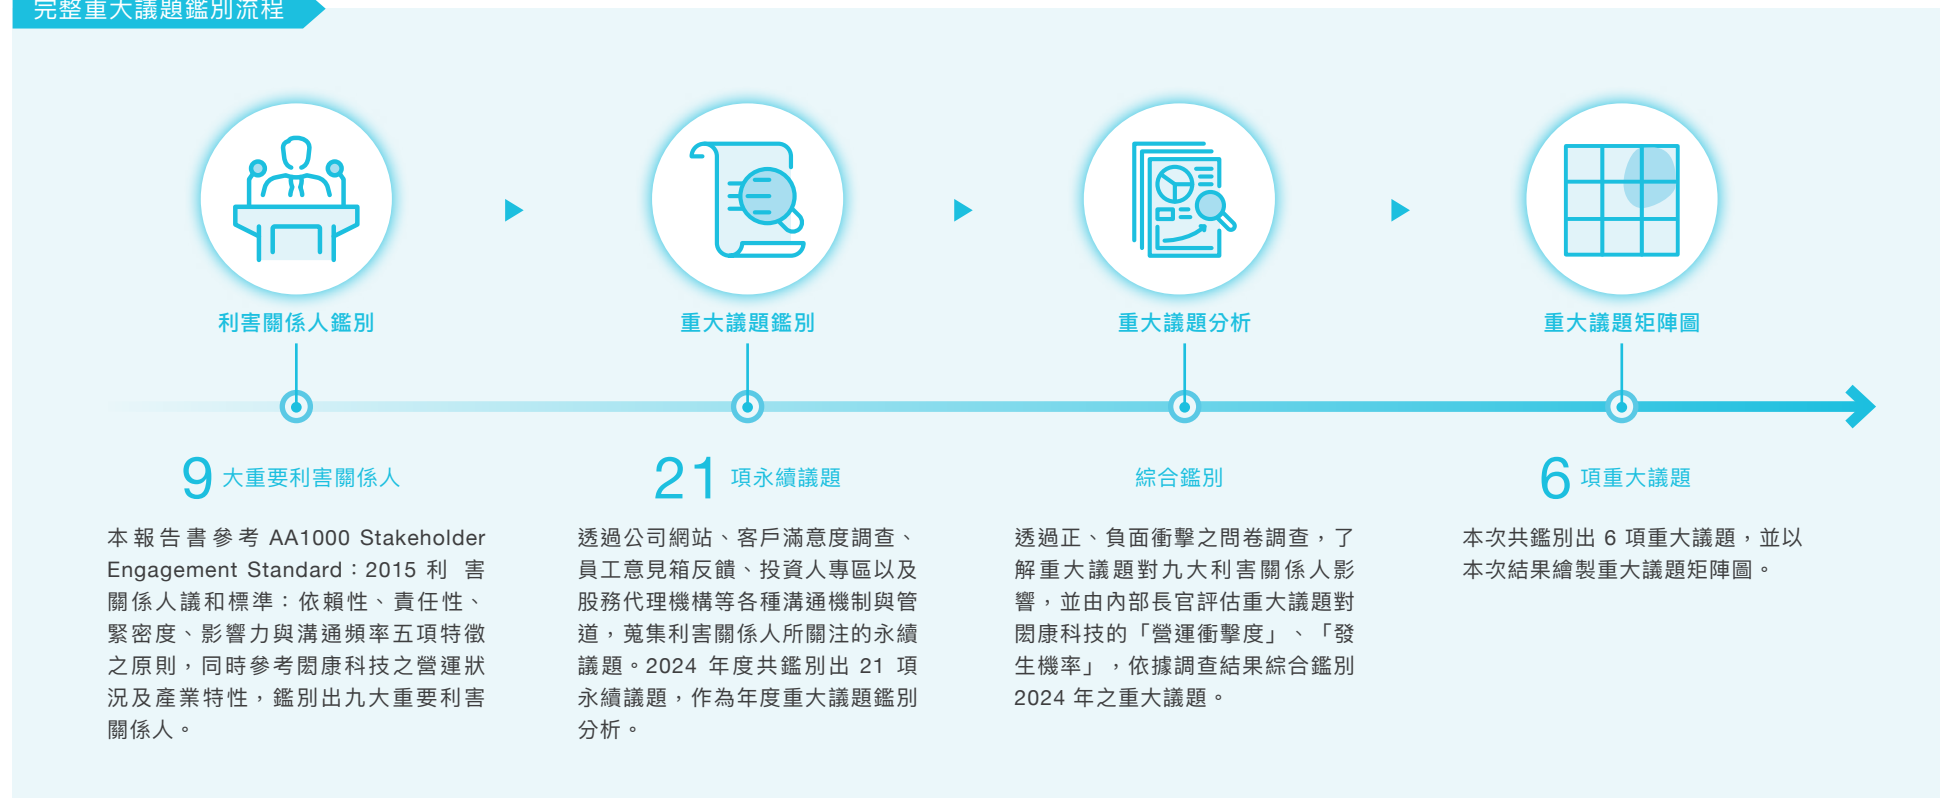 完整重大議題鑑別流程
利害關係人鑑別
重大議題鑑別
重大議題分析
重大議題矩陣圖
9 大重要利害關係人
本報告書參考 AA1000 Stakeholder
Engagement Standard：2015 利 害
關係人議和標準：依賴性、責任性、
緊密度、影響力與溝通頻率五項特徵
之原則，同時參考閎康科技之營運狀
況及產業特性，鑑別出九大重要利害
關係人。
21 項永續議題
透過公司網站、客戶滿意度調查、
員工意見箱反饋、投資人專區以及
股務代理機構等各種溝通機制與管
道，蒐集利害關係人所關注的永續
議題。2024 年度共鑑別出 21 項
永續議題，作為年度重大議題鑑別
分析。
綜合鑑別
透過正、負面衝擊之問卷調查，了
解重大議題對九大利害關係人影
響，並由內部長官評估重大議題對
閎康科技的「營運衝擊度」、「發
生機率」，依據調查結果綜合鑑別
2024 年之重大議題。
6 項重大議題
本次共鑑別出 6 項重大議題，並以
本次結果繪製重大議題矩陣圖。